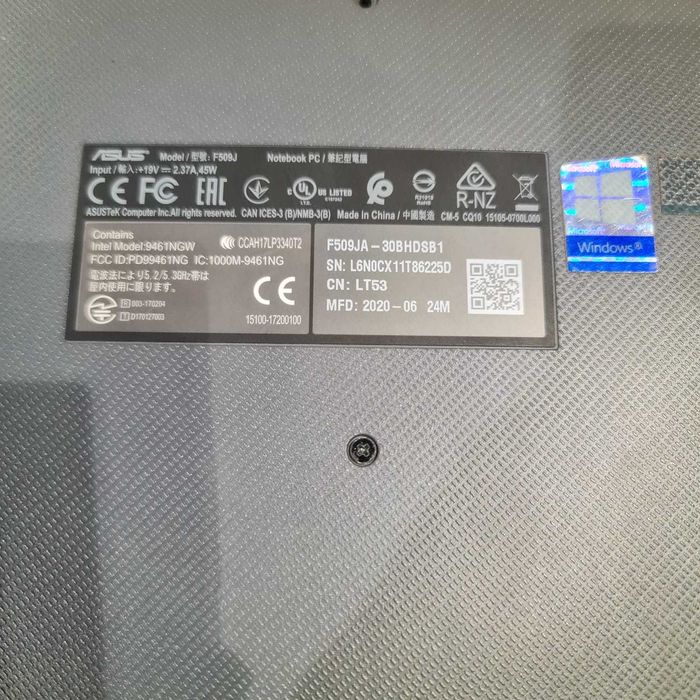 ASUS Model / 型號: F509J Notebook PC / 筆記型電腦
Input / 輸入: +19V ⎓ 2.37A, 45W
CE FC UL US LISTED R-NZ
ASUSTeK Computer Inc. All rights reserved. CAN ICES-3 (B)/NMB-3(B) Made in China / 中國製造 CM-5 CQ10 15105-0700L000
Contains
Intel Model:9461NGW CCAH17LP3340T2
FCC ID:PD99461NG IC:1000M-9461NG
電波法により5.2/5.3GHz帯は
屋内使用に限ります。
R 003-170204
T D170127003
CE
15100-17200100
F509JA-30BHDSB1
SN: L6N0CX11T86225D
CN: LT53
MFD: 2020-06 24M
Microsoft
Microsoft
Windows